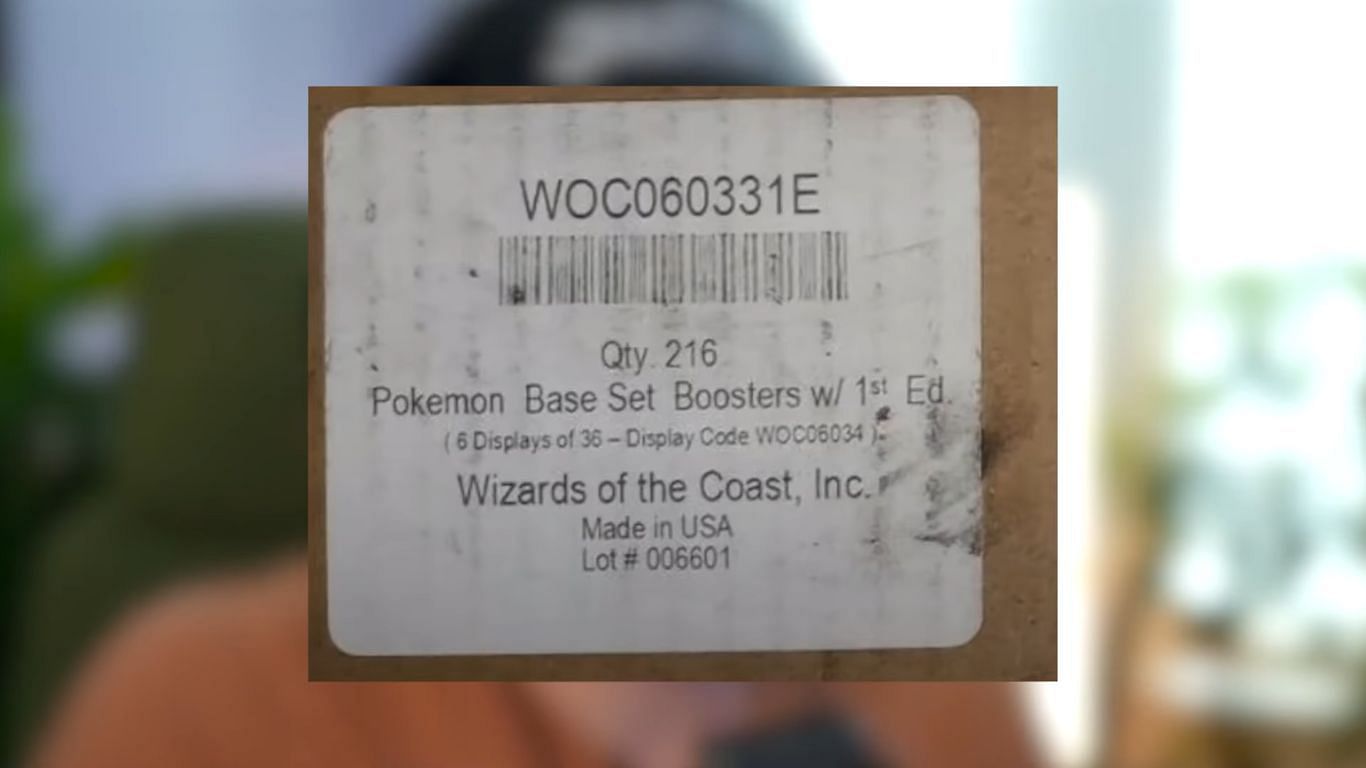 WOC060331E
Qty. 216
Pokemon Base Set Boosters w/ 1st Ed.
( 6 Displays of 36 – Display Code WOC06034 )
Wizards of the Coast, Inc.
Made in USA
Lot # 006601